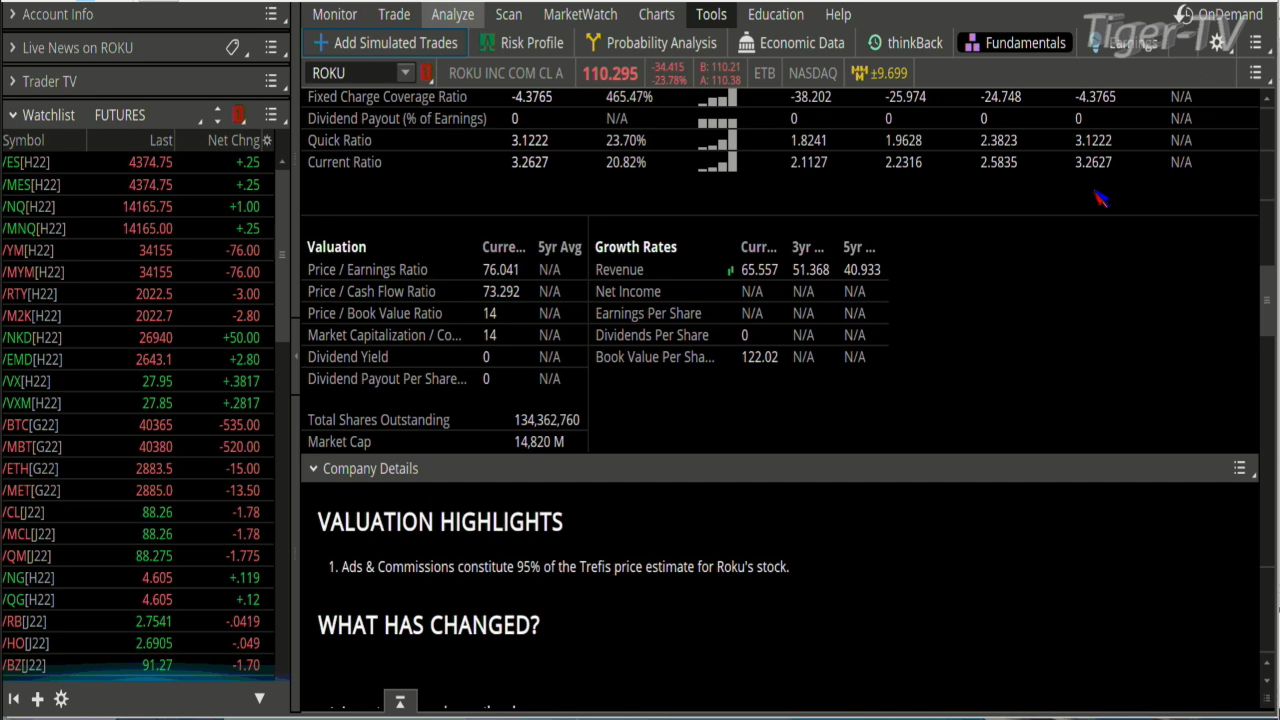 Account Info
Live News on ROKU
Trader TV
Watchlist FUTURES
Symbol Last Net Chng
/ES[H22] 4374.75 +.25
/MES[H22] 4374.75 +.25
/NQ[H22] 14165.75 +1.00
/MNQ[H22] 14165.00 +.25
/YM[H22] 34155 -76.00
/MYM[H22] 34155 -76.00
/RTY[H22] 2022.5 -3.00
/M2K[H22] 2022.7 -2.80
/NKD[H22] 26940 +50.00
/EMD[H22] 2643.1 +2.80
/VX[H22] 27.95 +.3817
/VXM[H22] 27.85 +.2817
/BTC[G22] 40365 -535.00
/MBT[G22] 40380 -520.00
/ETH[G22] 2883.5 -15.00
/MET[G22] 2885.0 -13.50
/CL[J22] 88.26 -1.78
/MCL[J22] 88.26 -1.78
/QM[J22] 88.275 -1.775
/NG[H22] 4.605 +.119
/QG[H22] 4.605 +.12
/RB[J22] 2.7541 -.0419
/HO[J22] 2.6905 -.049
/BZ[J22] 91.27 -1.70
Monitor Trade Analyze Scan MarketWatch Charts Tools Education Help OnDemand
Tiger-TV
Add Simulated Trades Risk Profile Probability Analysis Economic Data thinkBack Fundamentals Earnings
ROKU ROKU INC COM CL A 110.295 -34.415 -23.78% B: 110.21 A: 110.38 ETB NASDAQ ±9.699
Fixed Charge Coverage Ratio -4.3765 465.47% -38.202 -25.974 -24.748 -4.3765 N/A
Dividend Payout (% of Earnings) 0 N/A 0 0 0 0 N/A
Quick Ratio 3.1222 23.70% 1.8241 1.9628 2.3823 3.1222 N/A
Current Ratio 3.2627 20.82% 2.1127 2.2316 2.5835 3.2627 N/A
Valuation Curre... 5yr Avg
Price / Earnings Ratio 76.041 N/A
Price / Cash Flow Ratio 73.292 N/A
Price / Book Value Ratio 14 N/A
Market Capitalization / Co... 14 N/A
Dividend Yield 0 N/A
Dividend Payout Per Share... 0 N/A
Total Shares Outstanding 134,362,760
Market Cap 14,820 M
Growth Rates Curr... 3yr ... 5yr ...
Revenue 65.557 51.368 40.933
Net Income N/A N/A N/A
Earnings Per Share N/A N/A N/A
Dividends Per Share 0 N/A N/A
Book Value Per Sha... 122.02 N/A N/A
Company Details
VALUATION HIGHLIGHTS
1. Ads & Commissions constitute 95% of the Trefis price estimate for Roku's stock.
WHAT HAS CHANGED?